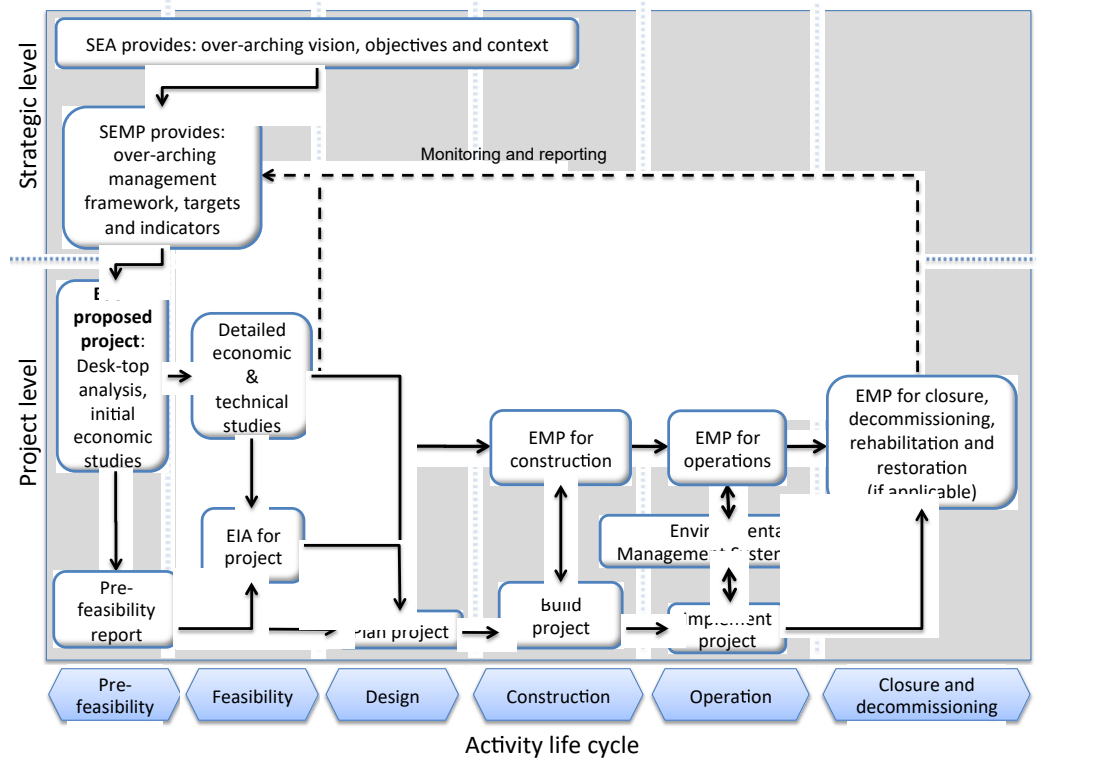 Strategic level
SEA provides: over-arching vision, objectives and context
SEMP provides:
over-arching
management
framework, targets
and indicators
Monitoring and reporting
Project level
proposed
project:
Desk-top
analysis,
initial
economic
studies
Detailed
economic
&
technical
studies
EIA for
project
Pre-
feasibility
report
Plan project
EMP for
construction
Build
project
EMP for
operations
Management System
Implement
project
EMP for closure,
decommissioning,
rehabilitation and
restoration
(if applicable)
Pre-
feasibility
Feasibility
Design
Construction
Operation
Closure and
decommissioning
Activity life cycle